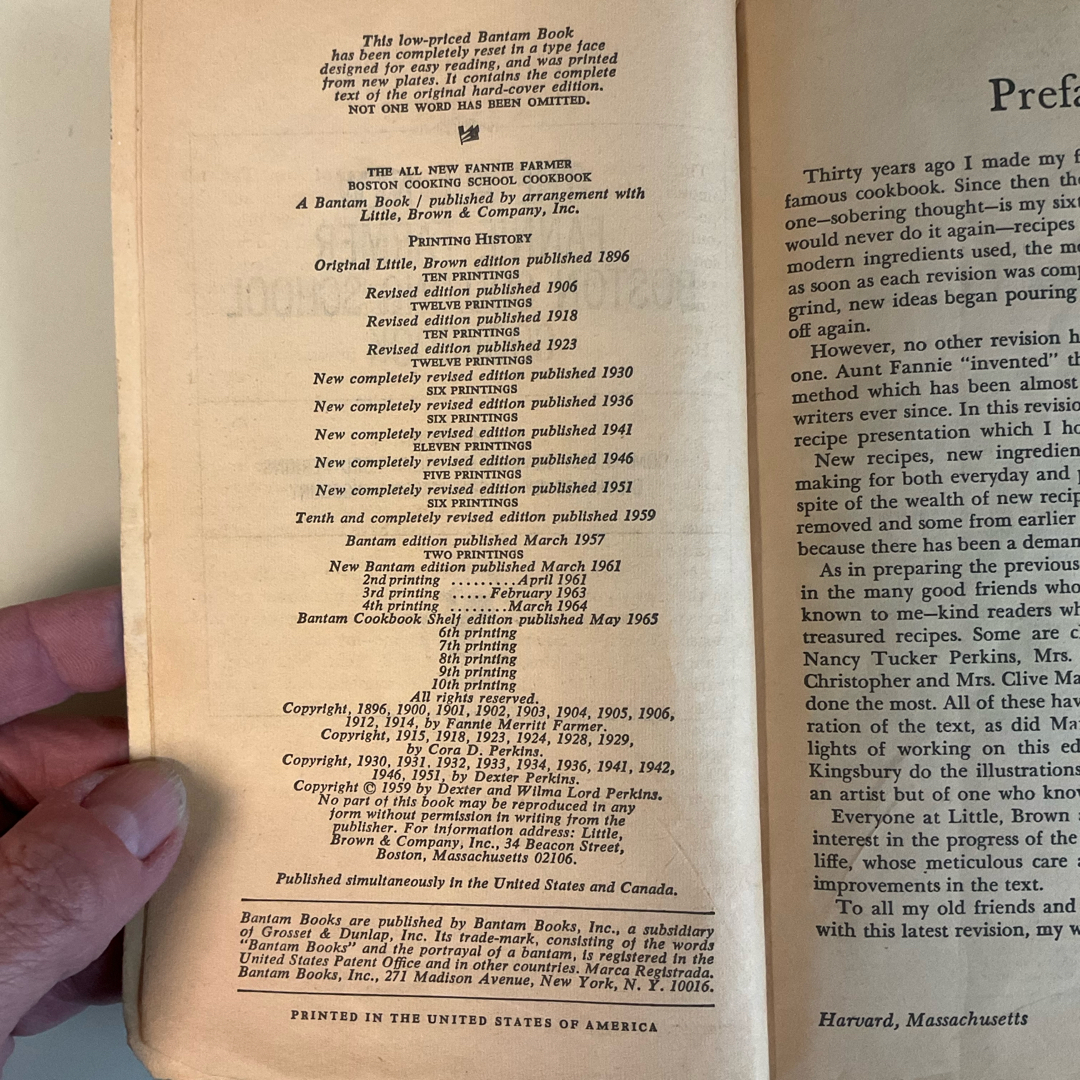 This low-priced Bantam Book
has been completely reset in a type face
designed for easy reading, and was printed
from new plates. It contains the complete
text of the original hard-cover edition.
NOT ONE WORD HAS BEEN OMITTED.
THE ALL NEW FANNIE FARMER
BOSTON COOKING SCHOOL COOKBOOK
A Bantam Book / published by arrangement with
Little, Brown & Company, Inc.
PRINTING HISTORY
Original Little, Brown edition published 1896
TEN PRINTINGS
Revised edition published 1906
TWELVE PRINTINGS
Revised edition published 1918
TEN PRINTINGS
Revised edition published 1923
TWELVE PRINTINGS
New completely revised edition published 1930
SIX PRINTINGS
New completely revised edition published 1936
SIX PRINTINGS
New completely revised edition published 1941
ELEVEN PRINTINGS
New completely revised edition published 1946
FIVE PRINTINGS
New completely revised edition published 1951
SIX PRINTINGS
Tenth and completely revised edition published 1959
Bantam edition published March 1957
TWO PRINTINGS
New Bantam edition published March 1961
2nd printing .........April 1961
3rd printing .....February 1963
4th printing ........March 1964
Bantam Cookbook Shelf edition published May 1965
6th printing
7th printing
8th printing
9th printing
10th printing
All rights reserved.
Copyright, 1896, 1900, 1901, 1902, 1903, 1904, 1905, 1906,
1912, 1914, by Fannie Merritt Farmer.
Copyright, 1915, 1918, 1923, 1924, 1928, 1929,
by Cora D. Perkins.
Copyright, 1930, 1931, 1932, 1933, 1934, 1936, 1941, 1942,
1946, 1951, by Dexter Perkins.
Copyright © 1959 by Dexter and Wilma Lord Perkins.
No part of this book may be reproduced in any
form without permission in writing from the
publisher. For information address: Little,
Brown & Company, Inc., 34 Beacon Street,
Boston, Massachusetts 02106.
Published simultaneously in the United States and Canada.
Bantam Books are published by Bantam Books, Inc., a subsidiary
of Grosset & Dunlap, Inc. Its trade-mark, consisting of the words
"Bantam Books" and the portrayal of a bantam, is registered in the
United States Patent Office and in other countries. Marca Registrada.
Bantam Books, Inc., 271 Madison Avenue, New York, N. Y. 10016.
PRINTED IN THE UNITED STATES OF AMERICA
Prefa
Thirty years ago I made my f
famous cookbook. Since then the
one—sobering thought—is my sixt
would never do it again—recipes
modern ingredients used, the me
as soon as each revision was comp
grind, new ideas began pouring
off again.
However, no other revision h
one. Aunt Fannie "invented" th
method which has been almost
writers ever since. In this revisio
recipe presentation which I ho
New recipes, new ingredien
making for both everyday and p
spite of the wealth of new recip
removed and some from earlier
because there has been a deman
As in preparing the previous
in the many good friends who
known to me—kind readers wh
treasured recipes. Some are c
Nancy Tucker Perkins, Mrs.
Christopher and Mrs. Clive Ma
done the most. All of these hav
ration of the text, as did Ma
lights of working on this ed
Kingsbury do the illustrations
an artist but of one who know
Everyone at Little, Brown
interest in the progress of the
liffe, whose meticulous care
improvements in the text.
To all my old friends and
with this latest revision, my w
Harvard, Massachusetts